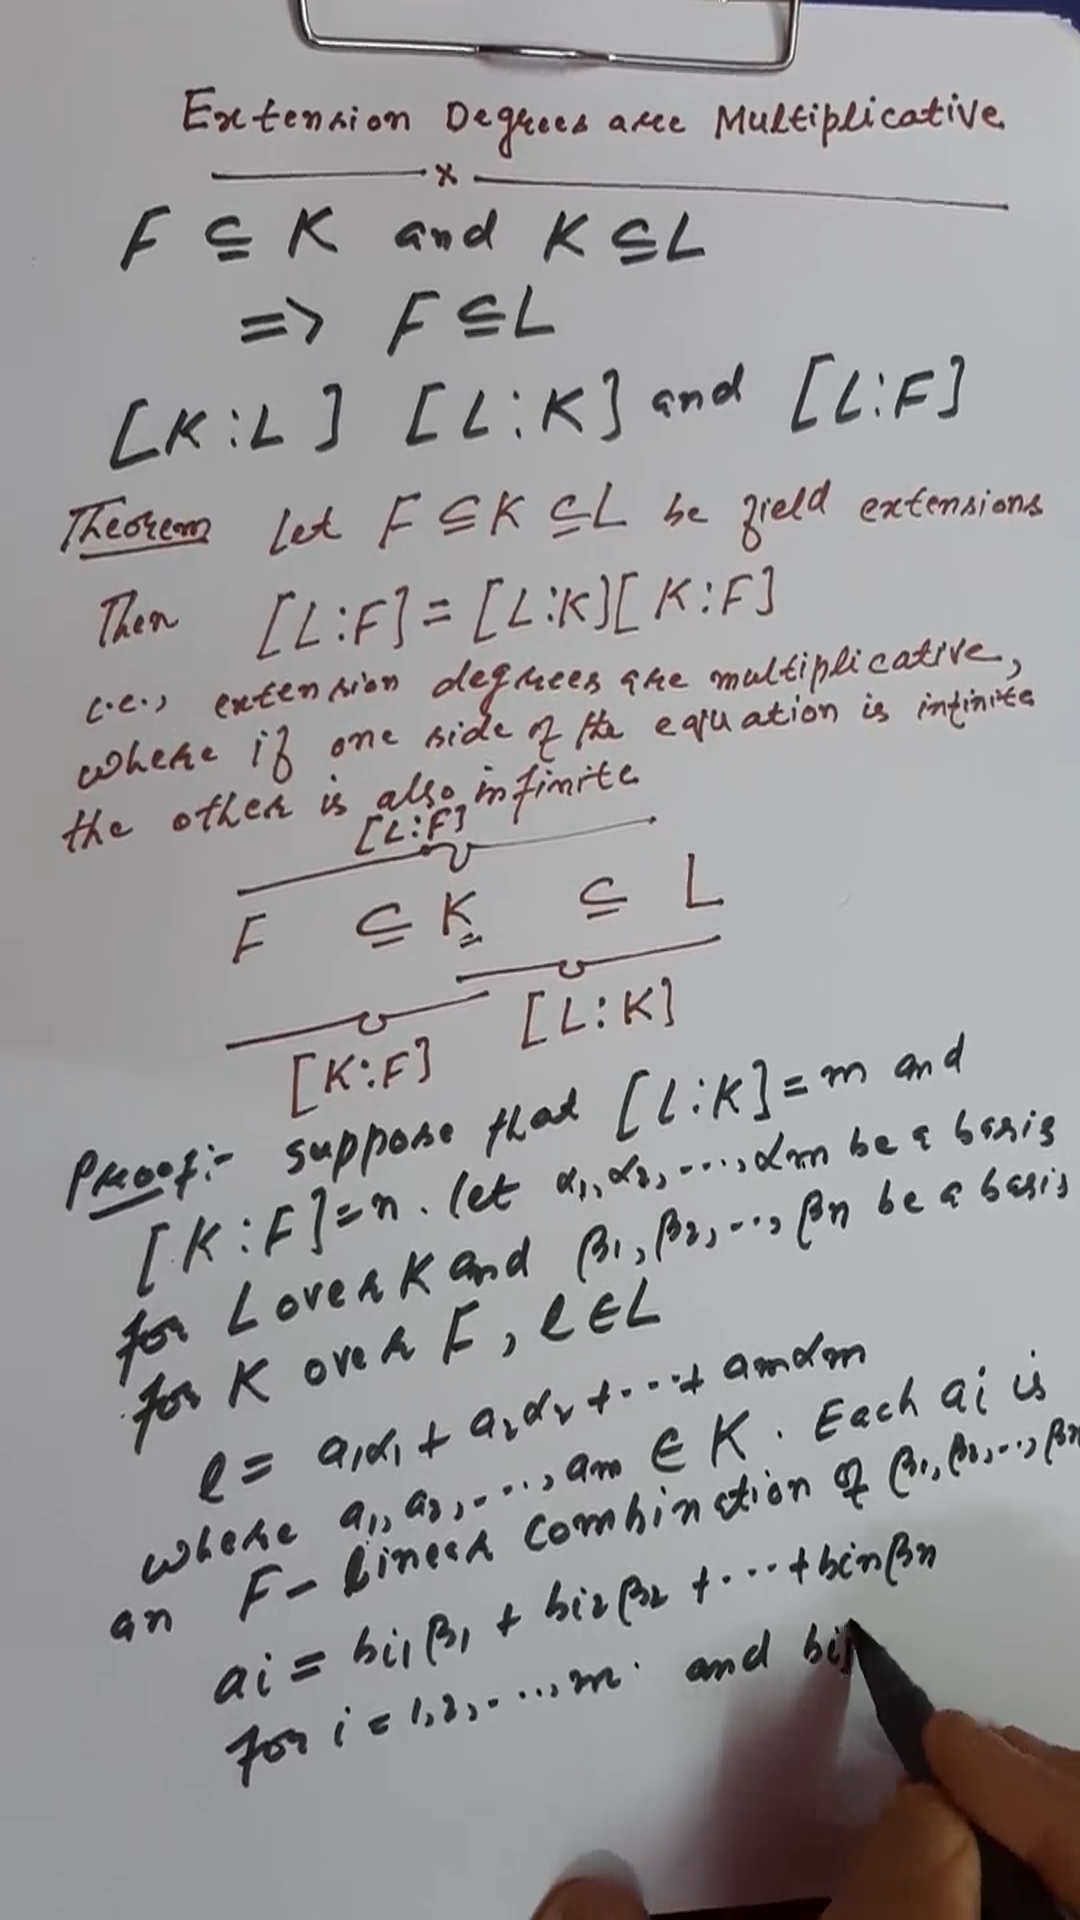 Extension Degrees are Multiplicative
x
F ⊆ K and K ⊆ L
=> F ⊆ L
[K:L] [L:K] and [L:F]
Theorem Let F ⊆ K ⊆ L be field extensions
Then [L:F] = [L:K][K:F]
i.e., extension degrees are multiplicative,
where if one side of the equation is infinite
the other is also infinite
[L:F]
F ⊆ K ⊆ L
[L:K]
[K:F]
Proof:- suppose that [L:K] = m and
[K:F] = n. let α1, α2, ..., αm be a basis
for L over K and β1, β2, ..., βn be a basis
for K over F, l ∈ L
l = a1α1 + a2α2 + ... + amαm
where a1, a2, ..., am ∈ K. Each ai is
an F- linear combination of β1, β2, ..., βn
ai = bi1β1 + bi2β2 + ... + binβn
for i = 1,2,...,m. and bij